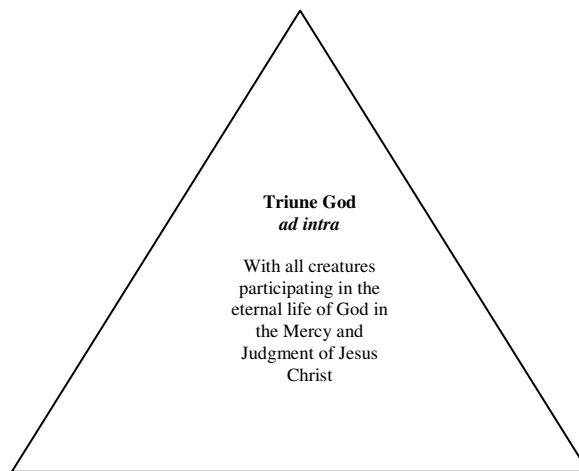 Triune God
ad intra
With all creatures
participating in the
eternal life of God in
the Mercy and
Judgment of Jesus
Christ